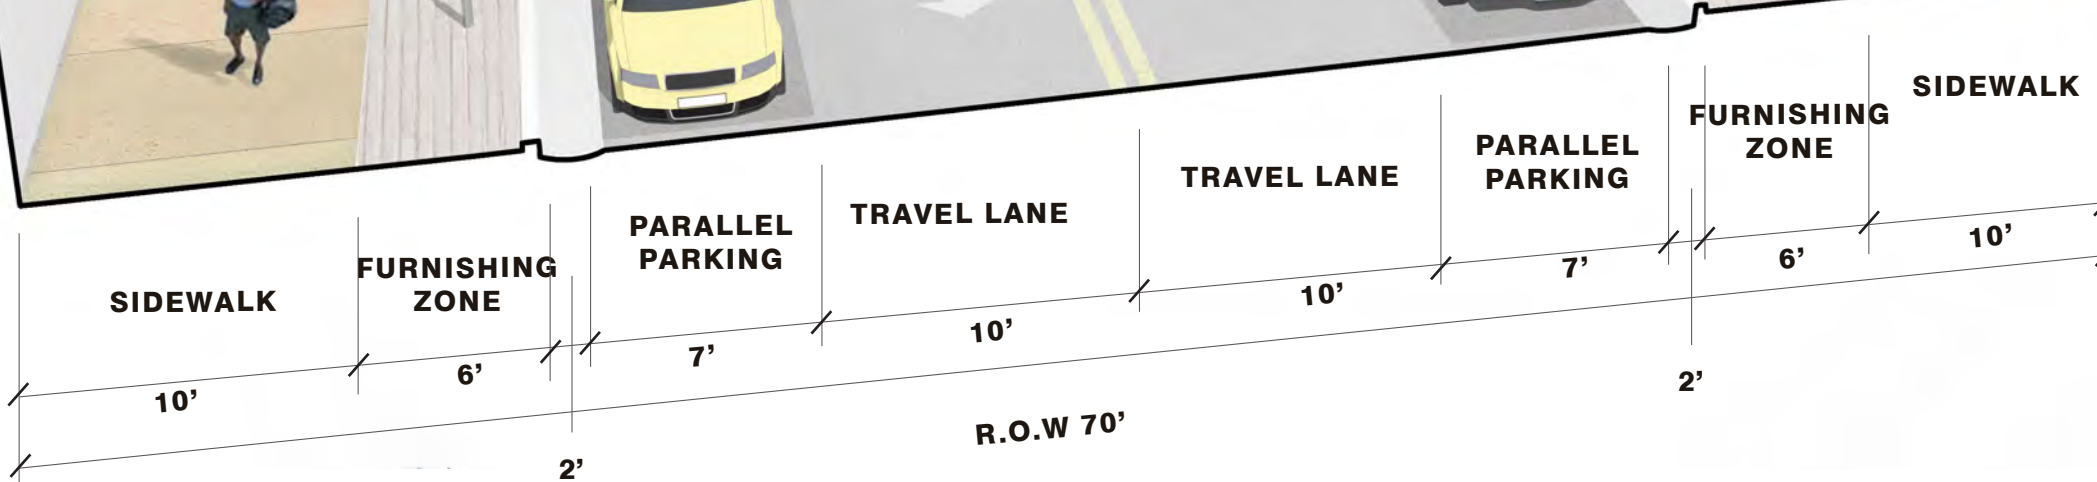 SIDEWALK
FURNISHING
ZONE
PARALLEL
PARKING
TRAVEL LANE
TRAVEL LANE
PARALLEL
PARKING
FURNISHING
ZONE
SIDEWALK
10’
6’
7’
10’
10’
7’
6’
10’
2’
R.O.W 70’
2’